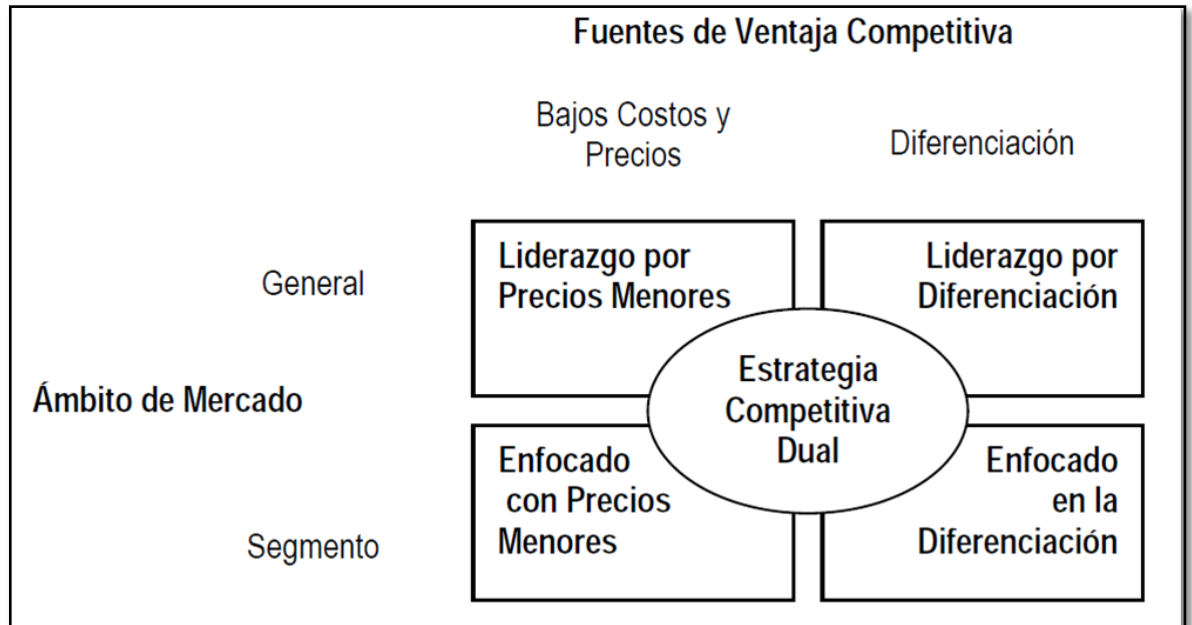 Fuentes de Ventaja Competitiva
Bajos Costos y
Precios
Diferenciación
General
Liderazgo por
Precios Menores
Liderazgo por
Diferenciación
Ámbito de Mercado
Estrategia
Competitiva
Dual
Segmento
Enfocado
con Precios
Menores
Enfocado
en la
Diferenciación